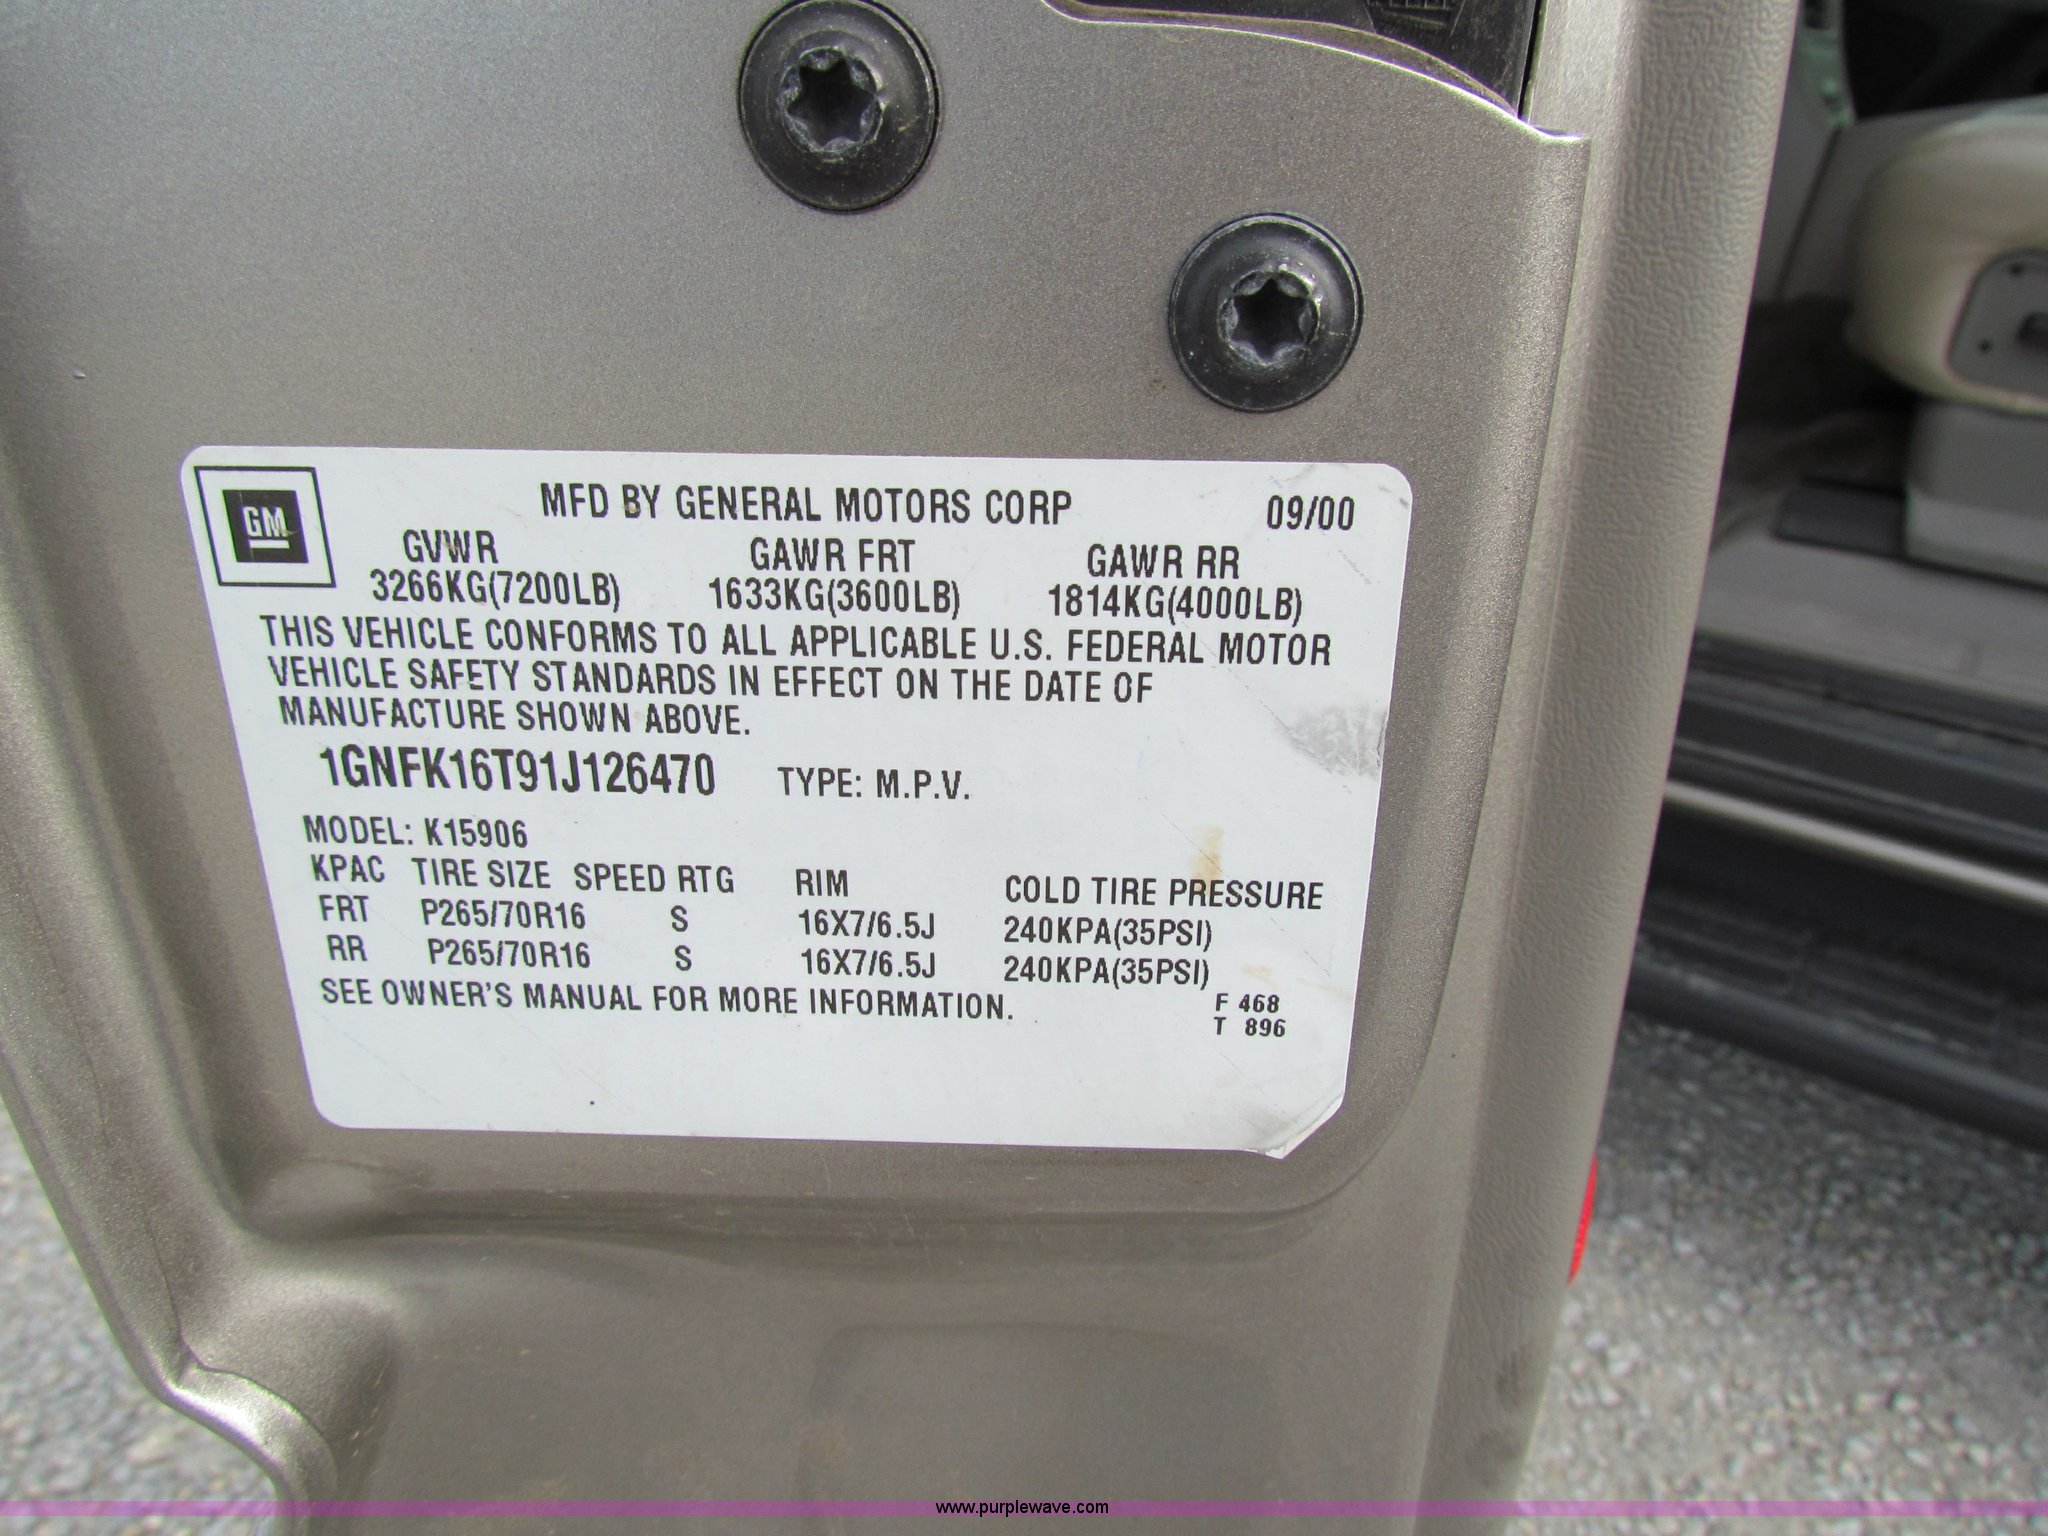 GM
MFD BY GENERAL MOTORS CORP 09/00
GVWR GAWR FRT GAWR RR
3266KG(7200LB) 1633KG(3600LB) 1814KG(4000LB)
THIS VEHICLE CONFORMS TO ALL APPLICABLE U.S. FEDERAL MOTOR
VEHICLE SAFETY STANDARDS IN EFFECT ON THE DATE OF
MANUFACTURE SHOWN ABOVE.
1GNFK16T91J126470 TYPE: M.P.V.
MODEL: K15906
KPAC TIRE SIZE SPEED RTG RIM COLD TIRE PRESSURE
FRT P265/70R16 S 16X7/6.5J 240KPA(35PSI)
RR P265/70R16 S 16X7/6.5J 240KPA(35PSI)
SEE OWNER'S MANUAL FOR MORE INFORMATION.
F 468
T 896
www.purplewave.com